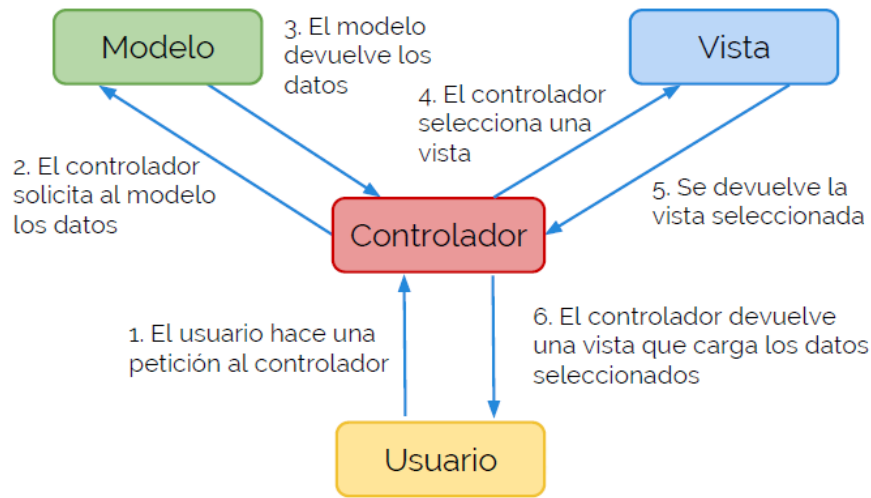 Modelo
3. El modelo
devuelve los
datos
Vista
4. El controlador
selecciona una
vista
2. El controlador
solicita al modelo
los datos
5. Se devuelve la
vista seleccionada
Controlador
1. El usuario hace una
petición al controlador
6. El controlador devuelve
una vista que carga los datos
seleccionados
Usuario